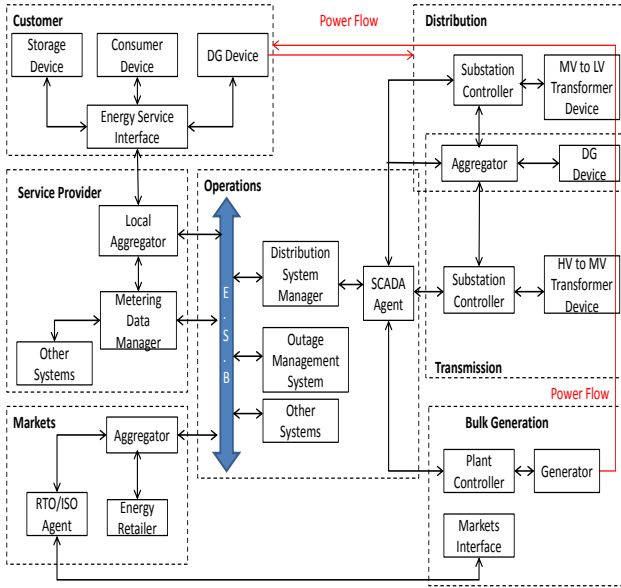 Customer
Power Flow
Distribution
Storage
Device
Consumer
Device
DG Device
Substation
Controller
MV to LV
Transformer
Device
Energy Service
Interface
Aggregator
DG
Device
Service Provider
Operations
Local
Aggregator
Distribution
System
Manager
SCADA
Agent
Substation
Controller
HV to MV
Transformer
Device
Metering
Data
Manager
E
.
S
.
B
Other
Systems
Outage
Management
System
Transmission
Power Flow
Markets
Aggregator
Other
Systems
Bulk Generation
Plant
Controller
Generator
RTO/ISO
Agent
Energy
Retailer
Markets
Interface